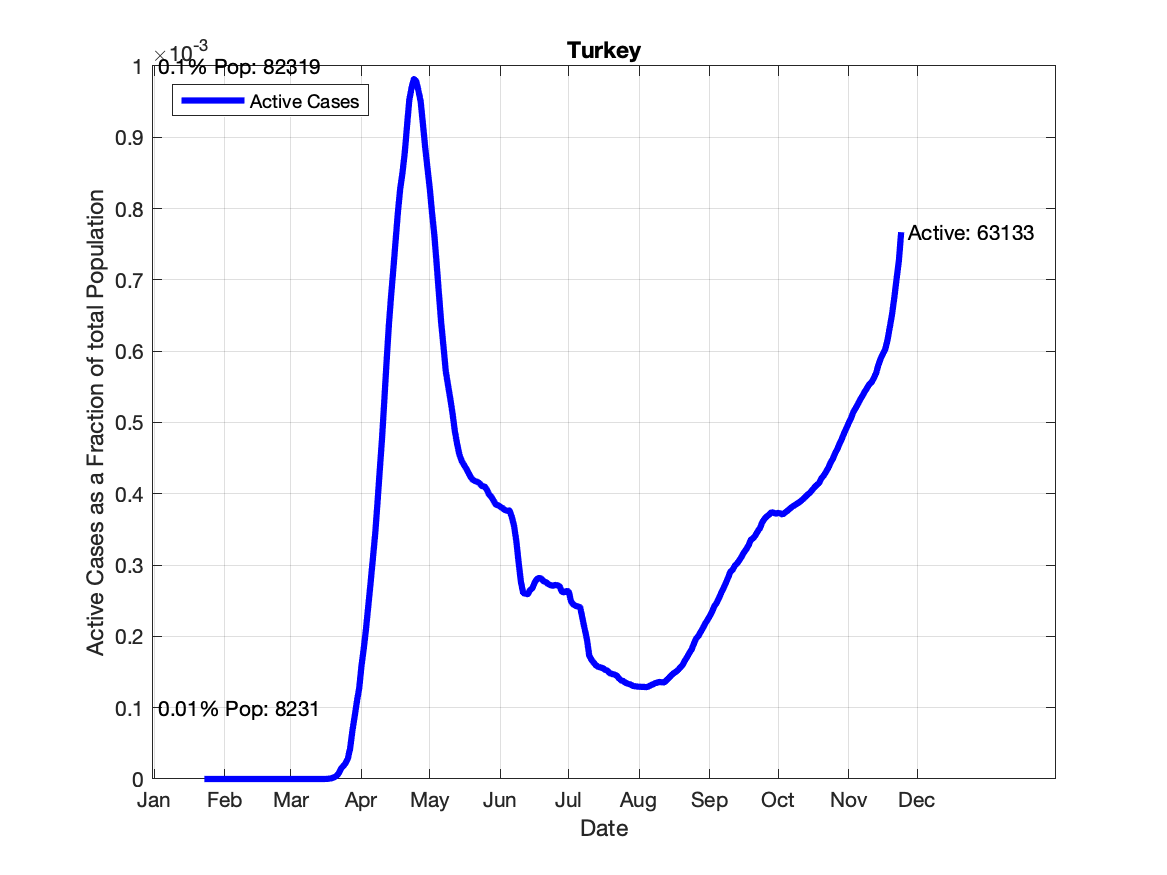 Turkey
×10-3
0.1% Pop: 82319
Active Cases
1
0.9
0.8
0.7
0.6
0.5
0.4
0.3
0.2
0.1
0
Active Cases as a Fraction of total Population
Active: 63133
0.01% Pop: 8231
Jan Feb Mar Apr May Jun Jul Aug Sep Oct Nov Dec
Date